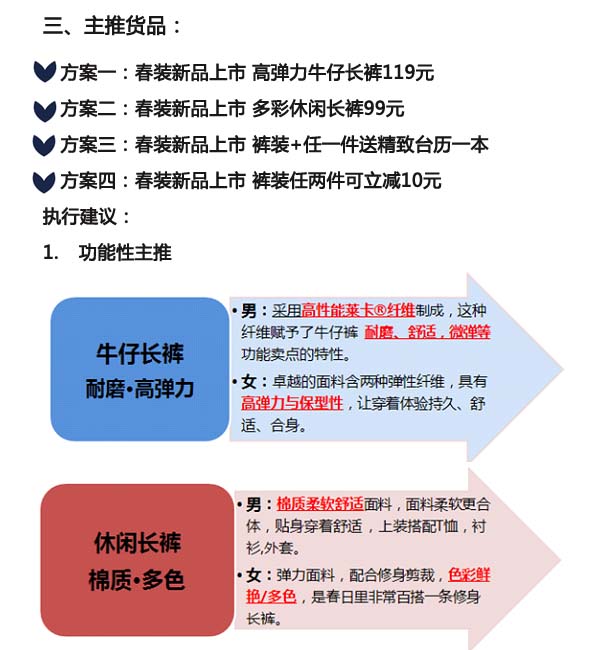 三、主推货品：
方案一：春装新品上市 高弹力牛仔长裤119元
方案二：春装新品上市 多彩休闲长裤99元
方案三：春装新品上市 裤装+任一件送精致台历一本
方案四：春装新品上市 裤装任两件可立减10元
执行建议：
1. 功能性主推
牛仔长裤
耐磨·高弹力
• 男：采用高性能莱卡®纤维制成，这种
纤维赋予了牛仔裤 耐磨、舒适，微弹等
功能卖点的特性。
• 女：卓越的面料含两种弹性纤维，具有
高弹力与保型性，让穿着体验持久、舒
适、合身。
休闲长裤
棉质·多色
• 男：棉质柔软舒适面料，面料柔软更合
体，贴身穿着舒适，上装搭配T恤，衬
衫,外套。
• 女：弹力面料，配合修身剪裁，色彩鲜
艳/多色，是春日里非常百搭一条修身
长裤。